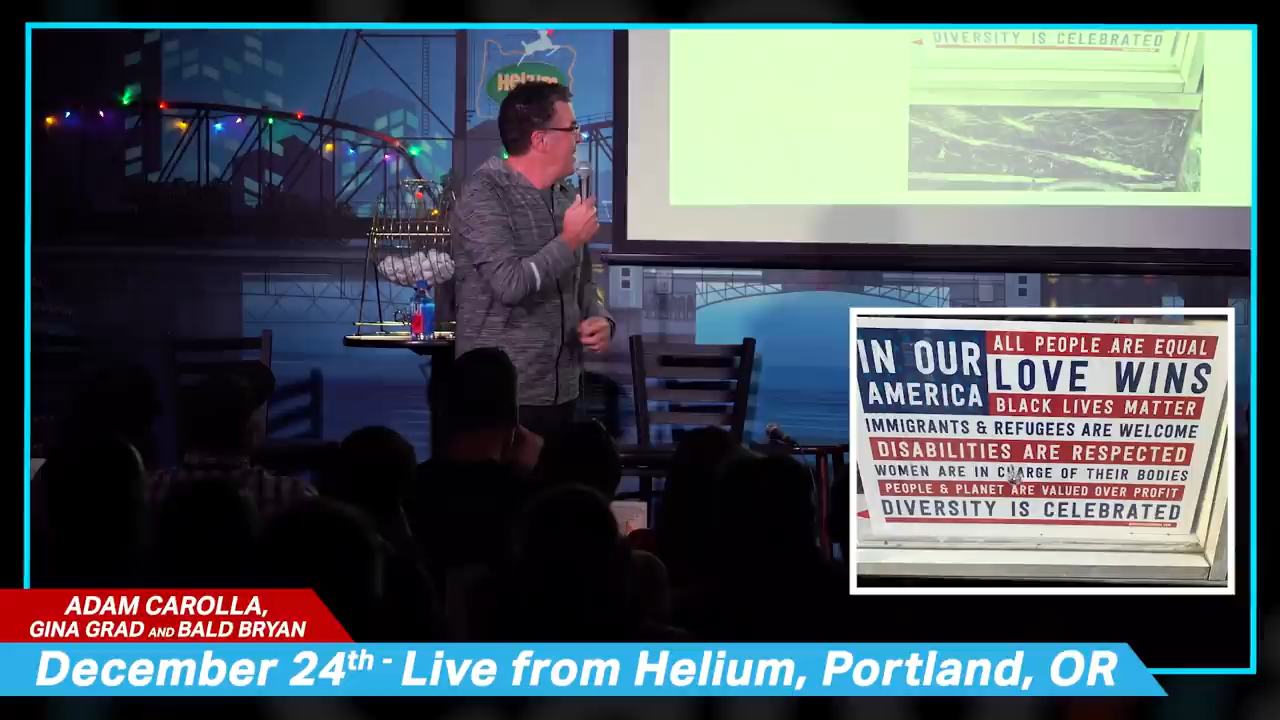 DIVERSITY IS CELEBRATED
Helium
IN OUR
AMERICA
ALL PEOPLE ARE EQUAL
LOVE WINS
BLACK LIVES MATTER
IMMIGRANTS & REFUGEES ARE WELCOME
DISABILITIES ARE RESPECTED
WOMEN ARE IN CHARGE OF THEIR BODIES
PEOPLE & PLANET ARE VALUED OVER PROFIT
DIVERSITY IS CELEBRATED
ADAM CAROLLA,
GINA GRAD AND BALD BRYAN
December 24th - Live from Helium, Portland, OR